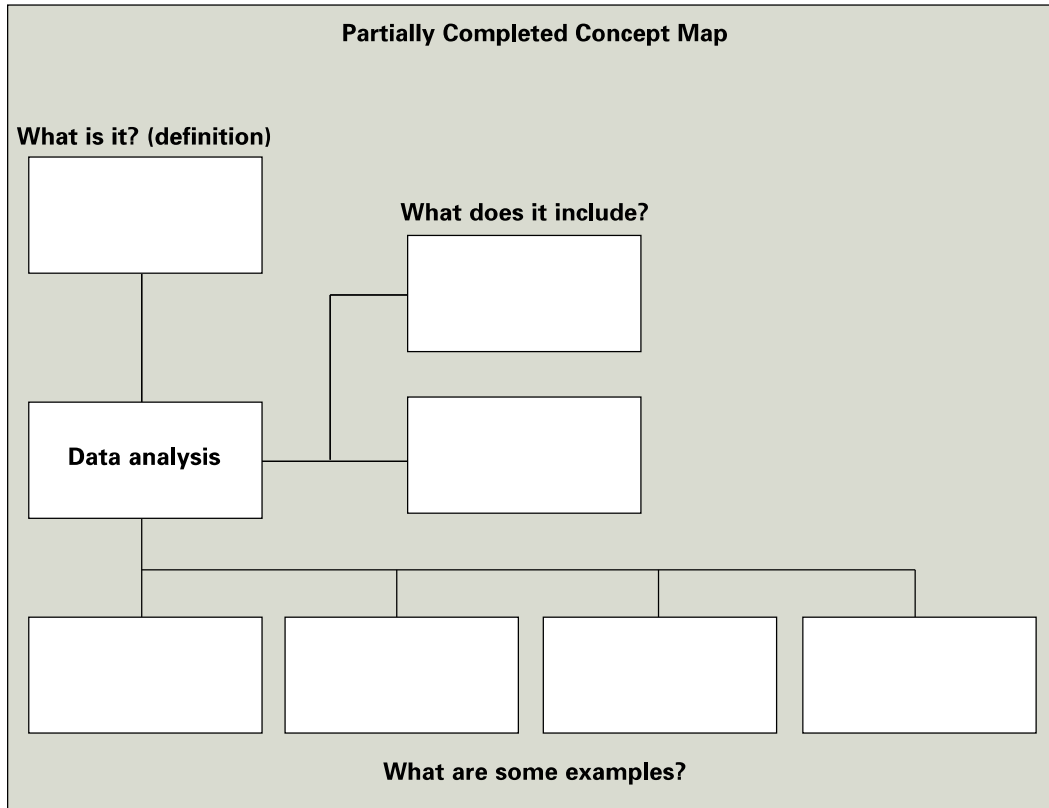 Partially Completed Concept Map
What is it? (definition)
What does it include?
Data analysis
What are some examples?